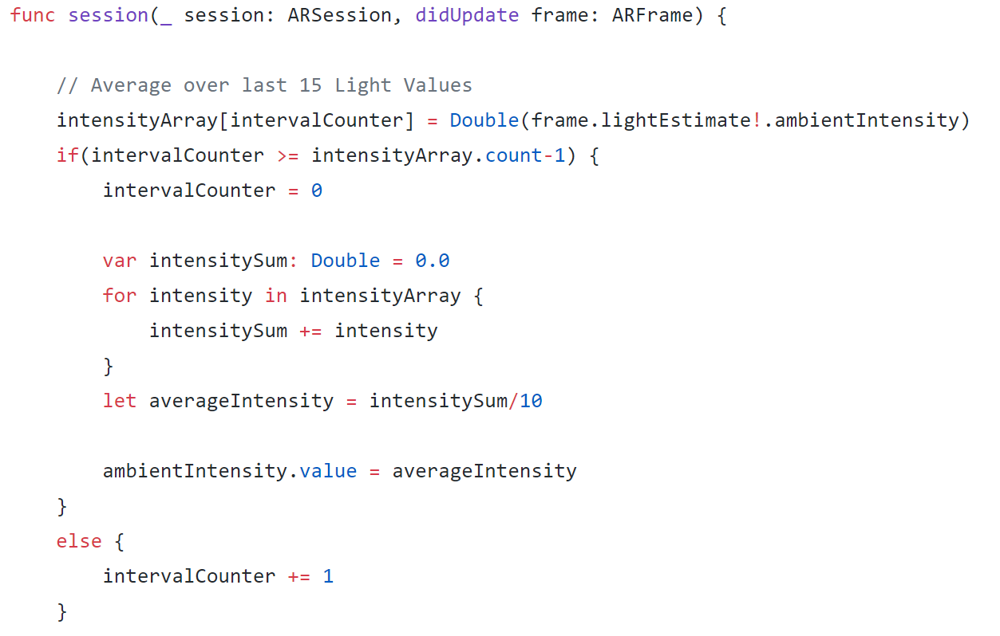 func session(_ session: ARSession, didUpdate frame: ARFrame) {
// Average over last 15 Light Values
intensityArray[intervalCounter] = Double(frame.lightEstimate!.ambientIntensity)
if(intervalCounter >= intensityArray.count-1) {
intervalCounter = 0
var intensitySum: Double = 0.0
for intensity in intensityArray {
intensitySum += intensity
}
let averageIntensity = intensitySum/10
ambientIntensity.value = averageIntensity
}
else {
intervalCounter += 1
}